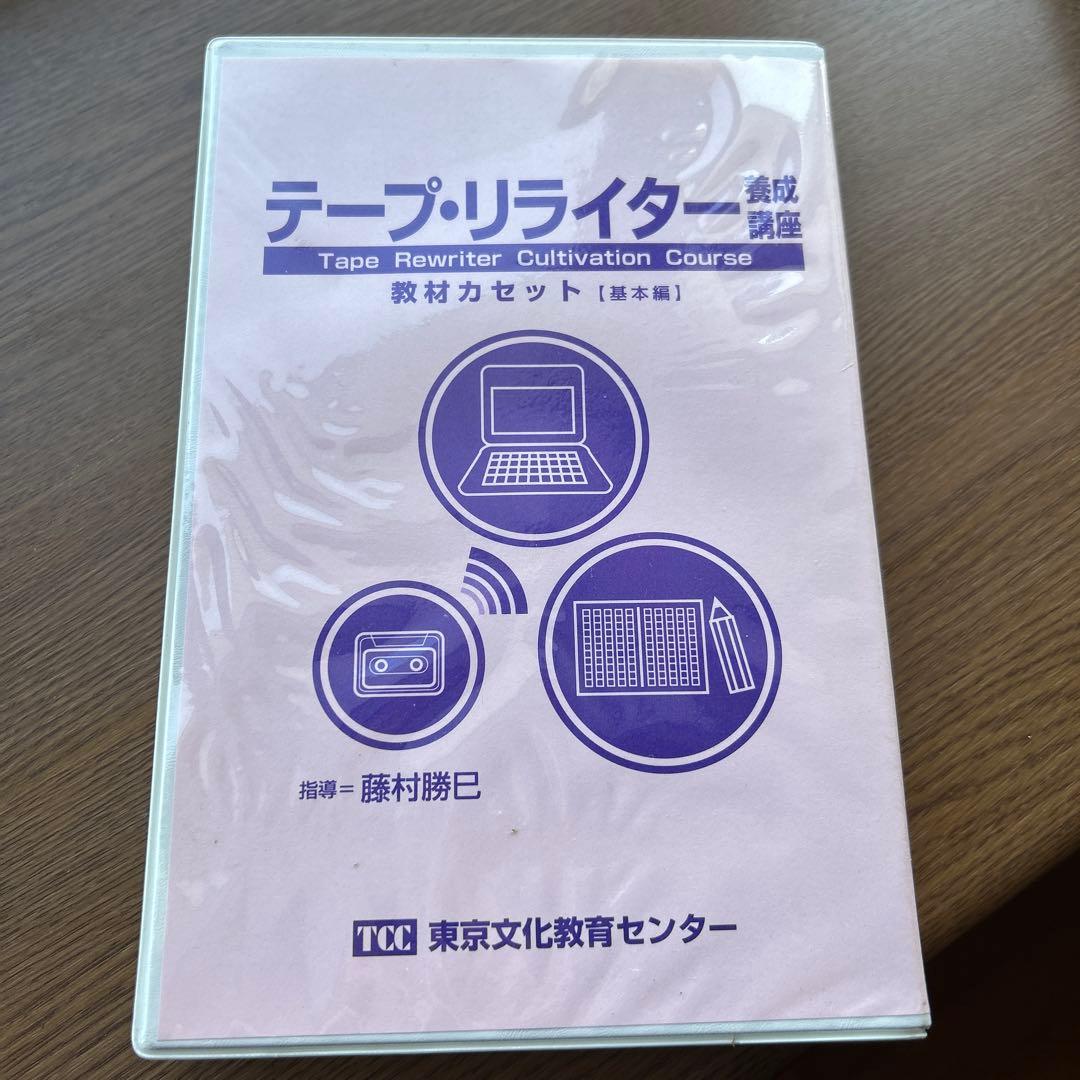 テープ・リライター養成講座
Tape Rewriter Cultivation Course
教材カセット【基本編】
指導＝藤村勝巳
TCC 東京文化教育センター